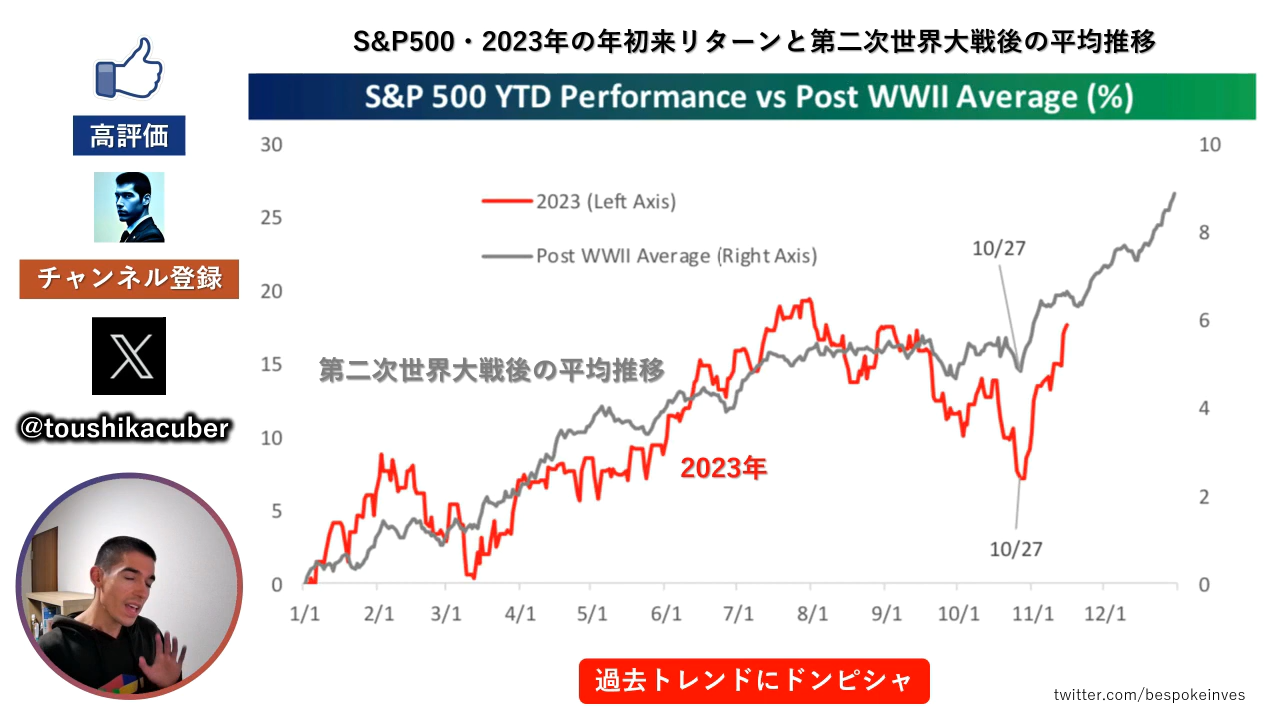 S&P500・2023年の年初来リターンと第二次世界大戦後の平均推移
S&P 500 YTD Performance vs Post WWII Average (%)
高評価
チャンネル登録
@toushikacuber
30
25
20
15
10
5
0
10
8
6
4
2
0
2023 (Left Axis)
Post WWII Average (Right Axis)
10/27
第二次世界大戦後の平均推移
2023年
10/27
1/1 2/1 3/1 4/1 5/1 6/1 7/1 8/1 9/1 10/1 11/1 12/1
過去トレンドにドンピシャ
twitter.com/bespokeinves